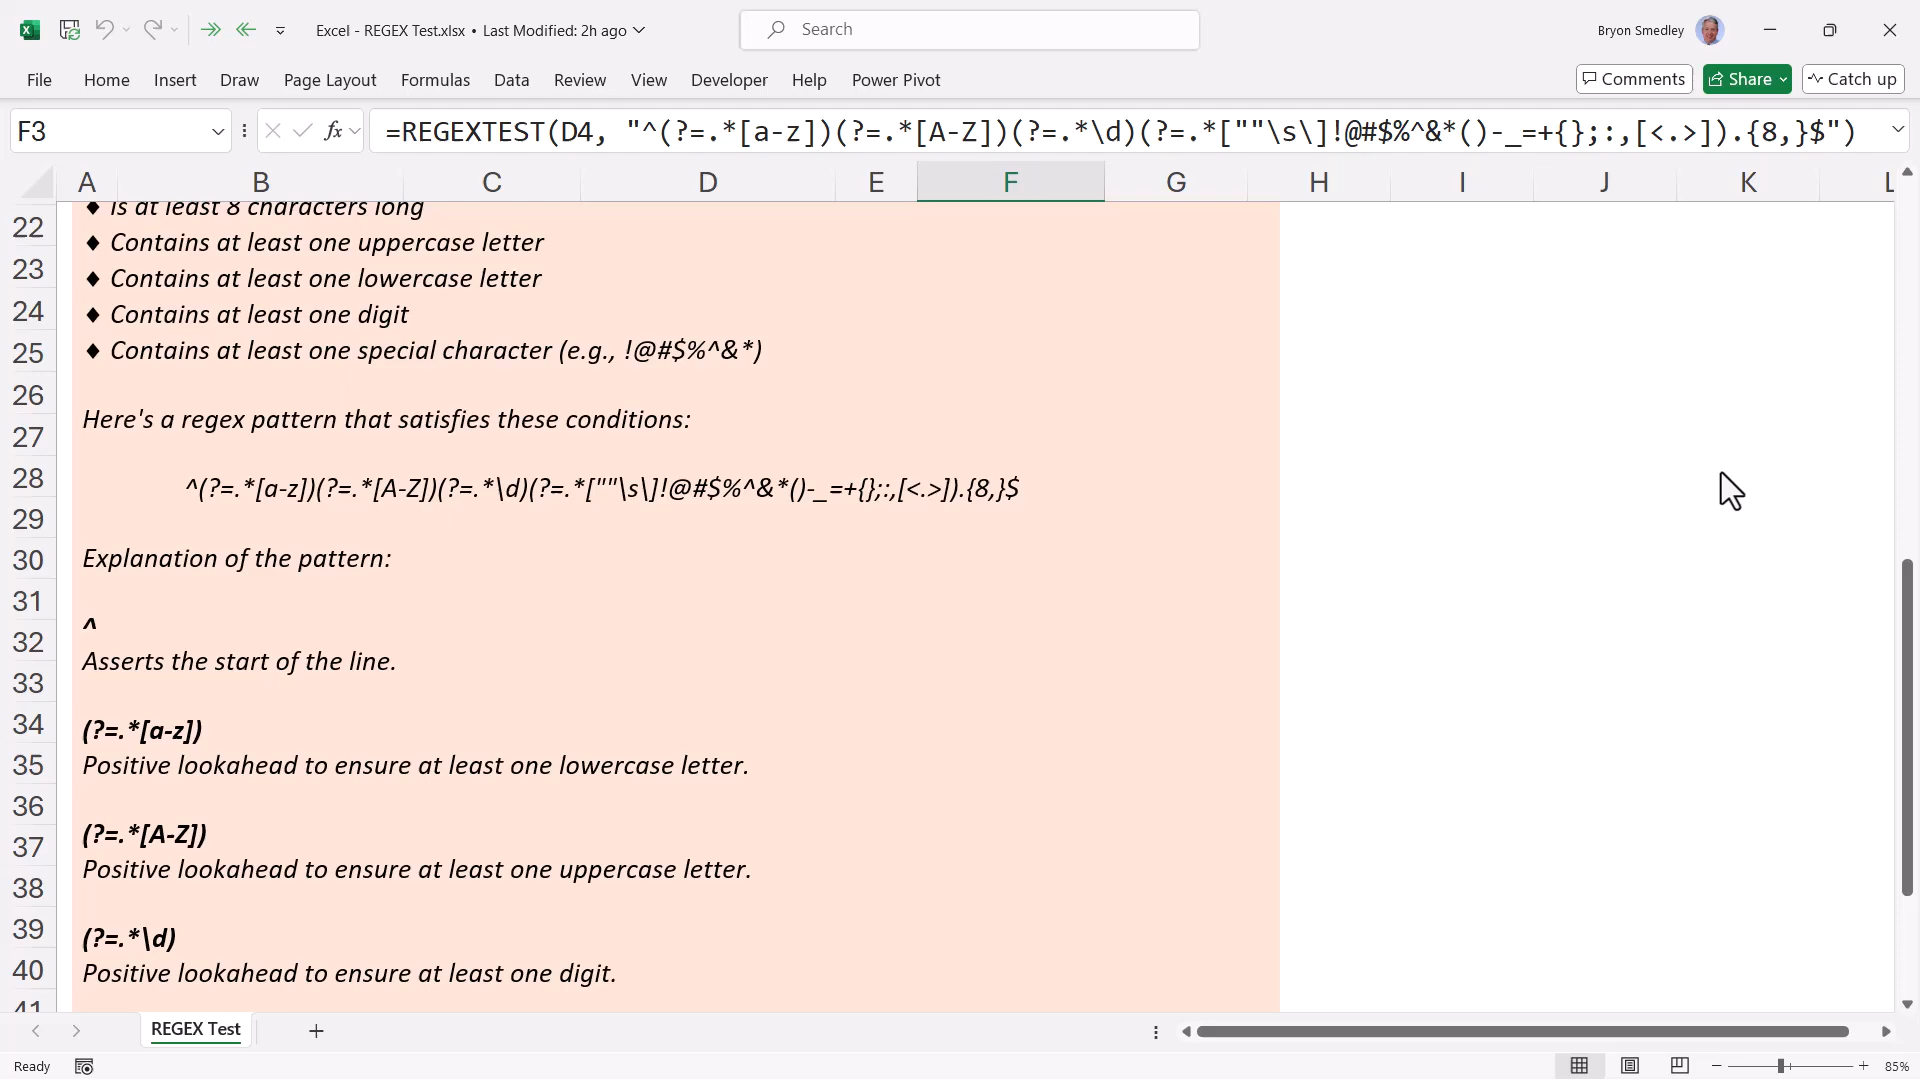 Excel - REGEX Test.xlsx • Last Modified: 2h ago
Search
Bryon Smedley
File Home Insert Draw Page Layout Formulas Data Review View Developer Help Power Pivot
Comments Share Catch up
F3 fx =REGEXTEST(D4, "^(?=.*[a-z])(?=.*[A-Z])(?=.*\d)(?=.*[""\s\]!@#$%^&*()-_=+{};:,[<.>]).{8,}$")
A B C D E F G H I J K L
♦ Is at least 8 characters long
22
♦ Contains at least one uppercase letter
23
♦ Contains at least one lowercase letter
24
♦ Contains at least one digit
25
♦ Contains at least one special character (e.g., !@#$%^&*)
26
Here's a regex pattern that satisfies these conditions:
27
28
^(?=.*[a-z])(?=.*[A-Z])(?=.*\d)(?=.*[""\s\]!@#$%^&*()-_=+{};:,[<.>]).{8,}$
29
30
Explanation of the pattern:
31
^
32
Asserts the start of the line.
33
34
(?=.*[a-z])
35
Positive lookahead to ensure at least one lowercase letter.
36
37
(?=.*[A-Z])
38
Positive lookahead to ensure at least one uppercase letter.
39
(?=.*\d)
40
Positive lookahead to ensure at least one digit.
41
REGEX Test
Ready
85%